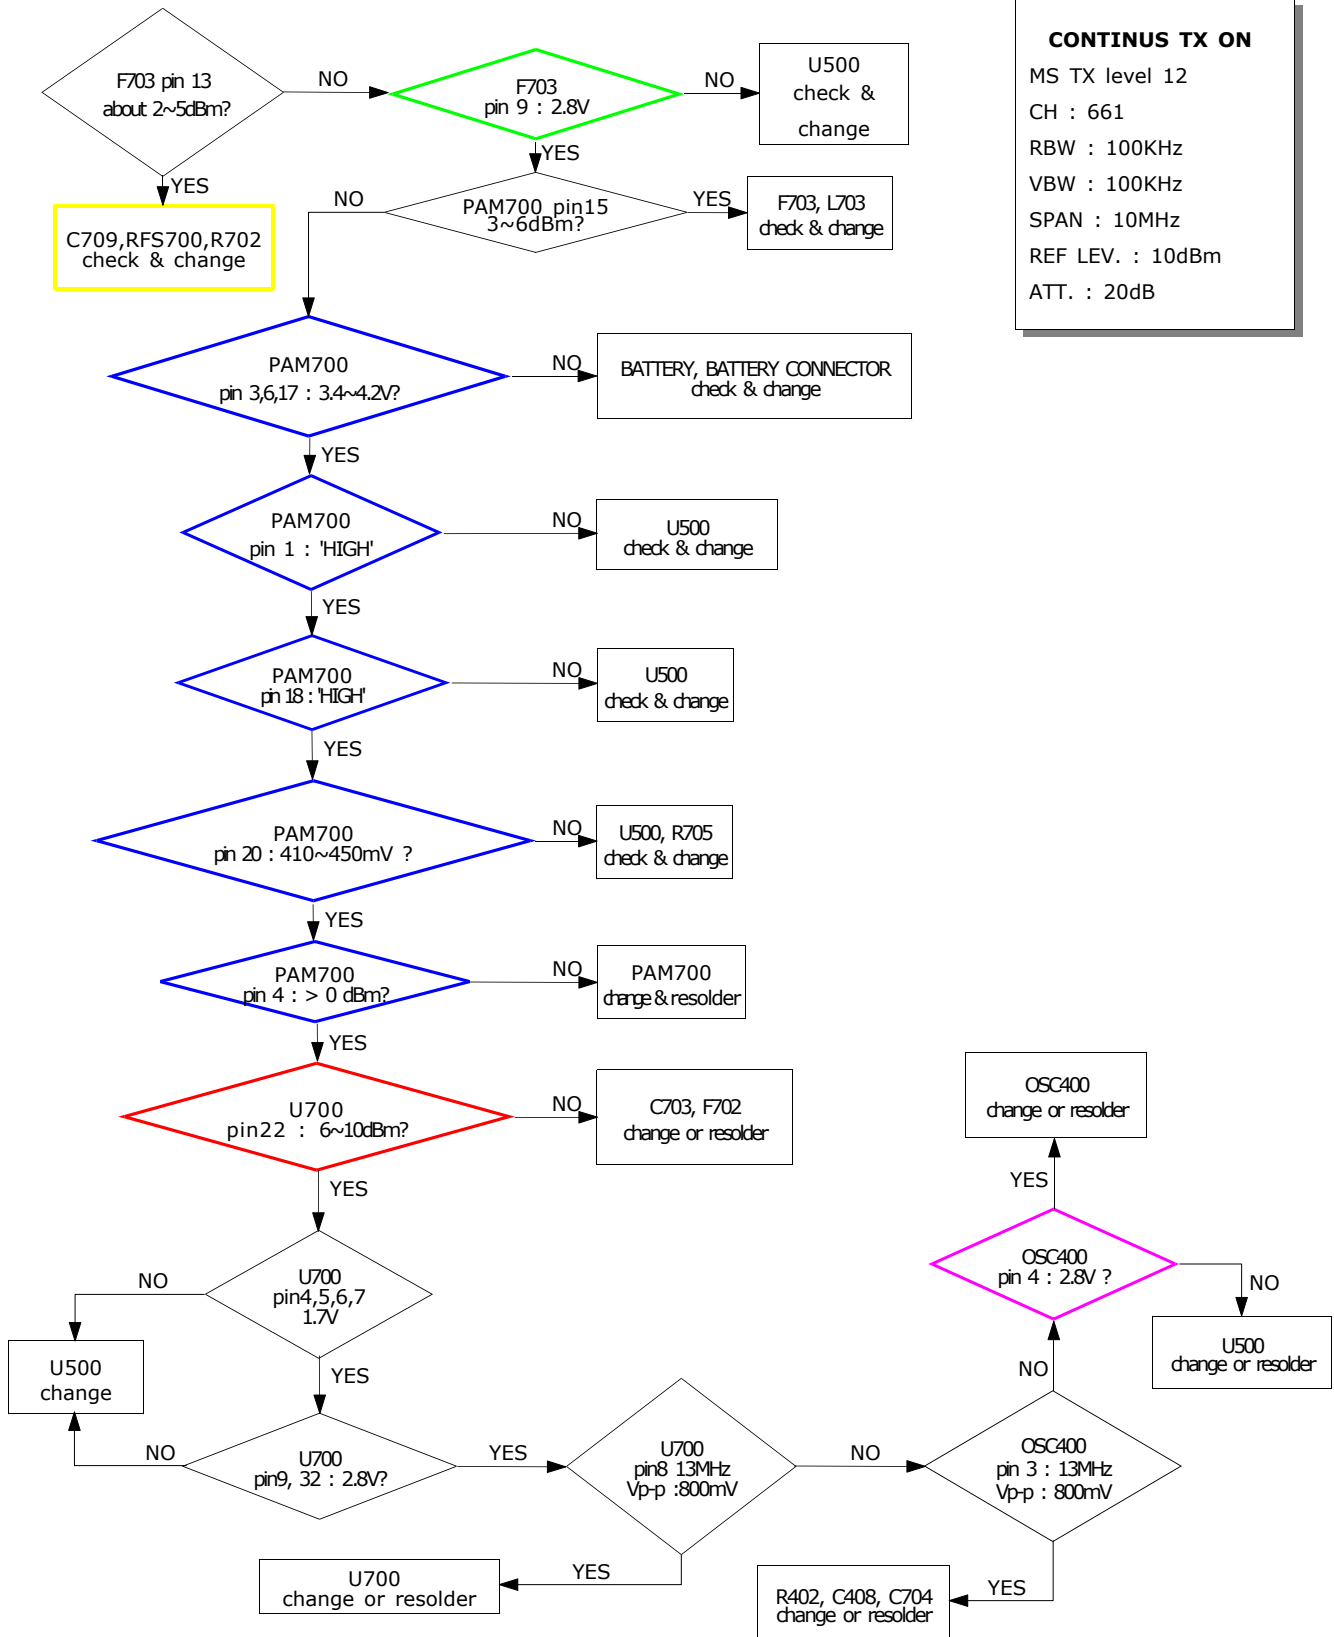 F703 pin 13
about 2~5dBm?
NO
F703
pin 9 : 2.8V
NO
U500
check &
change
CONTINUS TX ON
MS TX level 12
CH : 661
RBW : 100KHz
VBW : 100KHz
SPAN : 10MHz
REF LEV. : 10dBm
ATT. : 20dB
YES
YES
C709,RFS700,R702
check & change
NO
PAM700 pin15
3~6dBm?
YES
F703, L703
check & change
PAM700
pin 3,6,17 : 3.4~4.2V?
NO
BATTERY, BATTERY CONNECTOR
check & change
YES
PAM700
pin 1 : 'HIGH'
NO
U500
check & change
YES
PAM700
pin 18 : 'HIGH'
NO
U500
check & change
YES
PAM700
pin 20 : 410~450mV ?
NO
U500, R705
check & change
YES
PAM700
pin 4 : > 0 dBm?
NO
PAM700
change & resolder
YES
U700
pin22 : 6~10dBm?
NO
C703, F702
change or resolder
YES
OSC400
change or resolder
YES
OSC400
pin 4 : 2.8V ?
NO
U500
change or resolder
NO
U700
pin4,5,6,7
1.7V
NO
U500
change
YES
U700
pin9, 32 : 2.8V?
NO
YES
U700
pin8 13MHz
Vp-p :800mV
NO
OSC400
pin 3 : 13MHz
Vp-p : 800mV
YES
U700
change or resolder
YES
R402, C408, C704
change or resolder